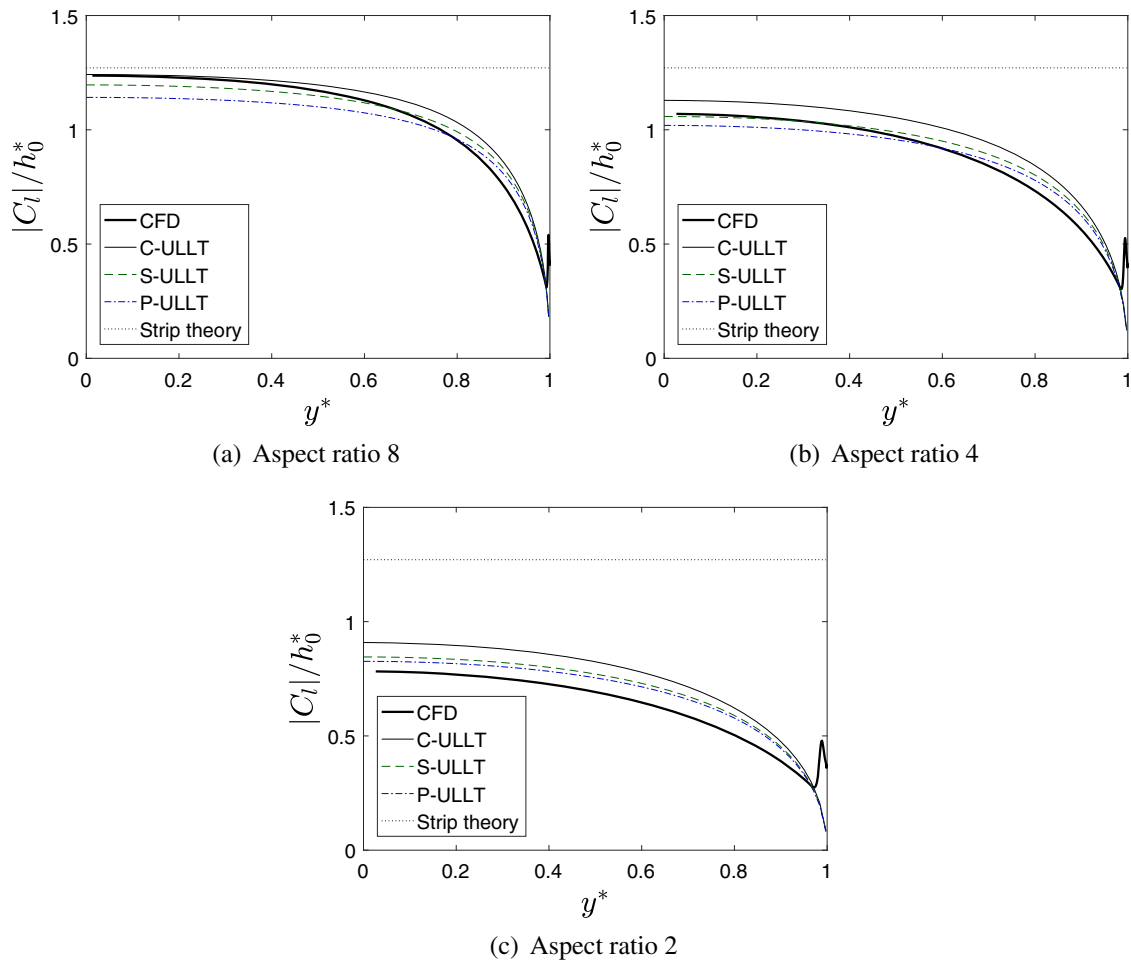 1.5
1
0.5
0
|C_l|/h_0^*
CFD
C-ULLT
S-ULLT
P-ULLT
Strip theory
0 0.2 0.4 0.6 0.8 1
y*
(a) Aspect ratio 8
1.5
1
0.5
0
|C_l|/h_0^*
CFD
C-ULLT
S-ULLT
P-ULLT
Strip theory
0 0.2 0.4 0.6 0.8 1
y*
(b) Aspect ratio 4
1.5
1
0.5
0
|C_l|/h_0^*
CFD
C-ULLT
S-ULLT
P-ULLT
Strip theory
0 0.2 0.4 0.6 0.8 1
y*
(c) Aspect ratio 2